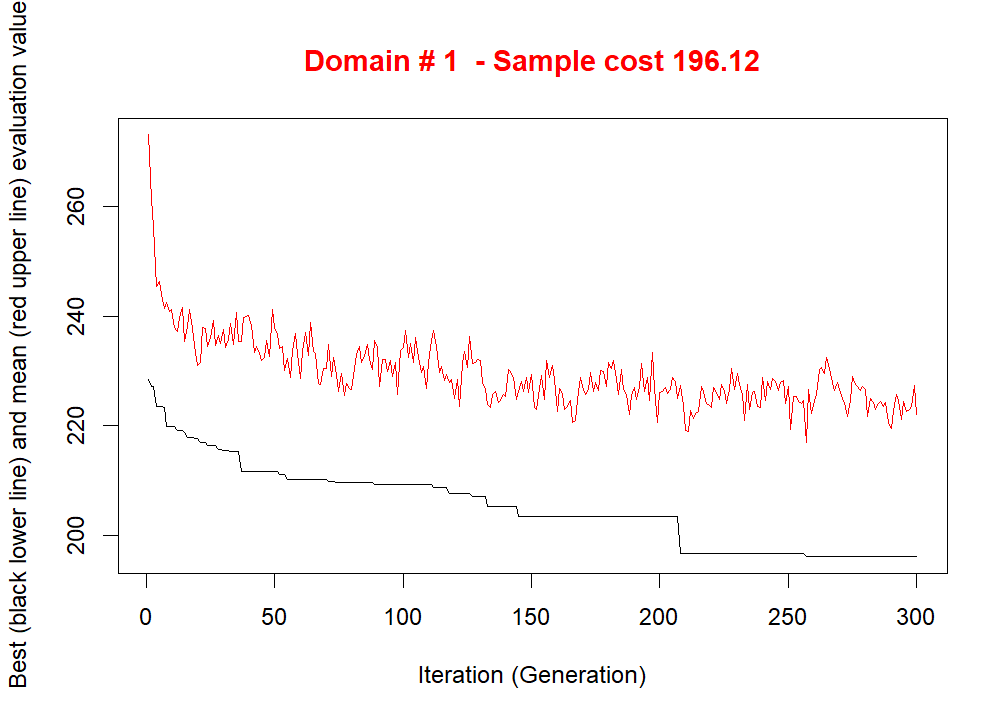 Domain # 1  - Sample cost 196.12
Best (black lower line) and mean (red upper line) evaluation value
260
240
220
200
0 50 100 150 200 250 300
Iteration (Generation)